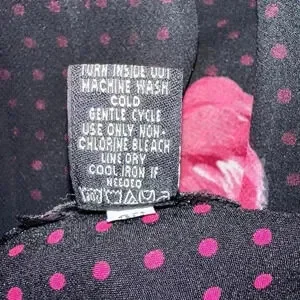 TURN INSIDE OUT
MACHINE WASH
COLD
GENTLE CYCLE
USE ONLY NON-
CHLORINE BLEACH
LINE DRY
COOL IRON IF
NEEDED